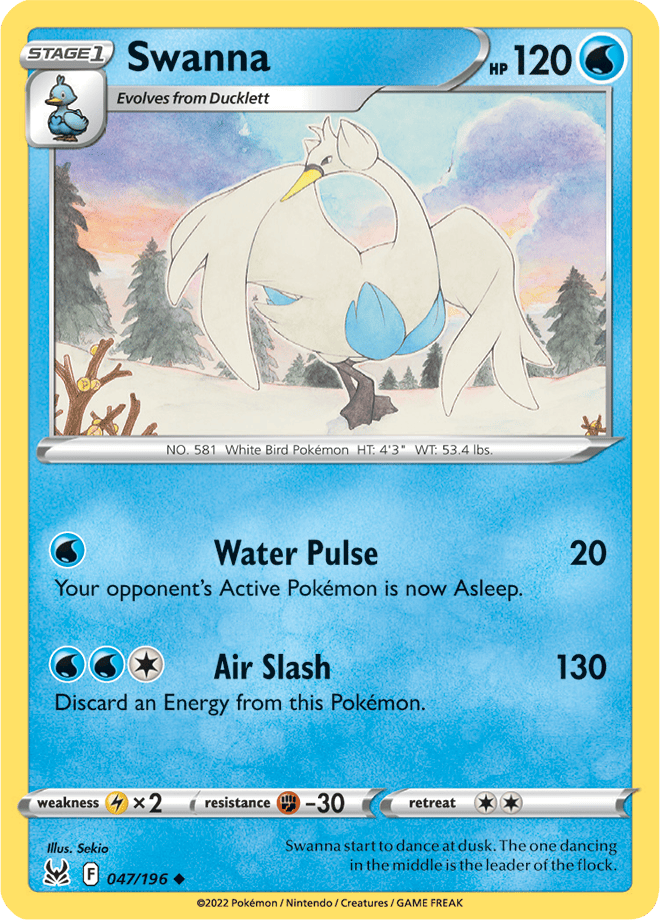 STAGE 1
Swanna
HP 120
Evolves from Ducklett
NO. 581 White Bird Pokémon HT: 4'3" WT: 53.4 lbs.
Water Pulse 20
Your opponent's Active Pokémon is now Asleep.
Air Slash 130
Discard an Energy from this Pokémon.
weakness ×2 resistance -30 retreat
Illus. Sekio
Swanna start to dance at dusk. The one dancing
in the middle is the leader of the flock.
F 047/196
©2022 Pokémon / Nintendo / Creatures / GAME FREAK